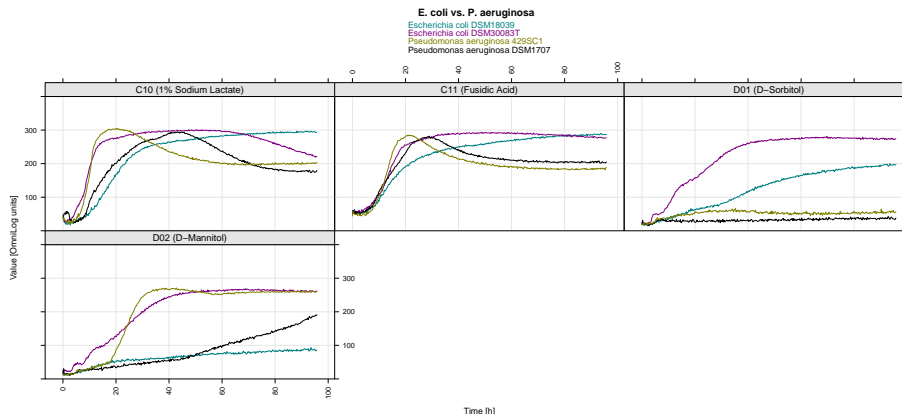 E. coli vs. P. aeruginosa
Escherichia coli DSM18039
Escherichia coli DSM30083T
Pseudomonas aeruginosa 429SC1
Pseudomonas aeruginosa DSM1707
0 20 40 60 80 100
C10 (1% Sodium Lactate)
C11 (Fusidic Acid)
D01 (D−Sorbitol)
300
200
100
D02 (D−Mannitol)
300
200
100
0 20 40 60 80 100
Value [OmniLog units]
Time [h]